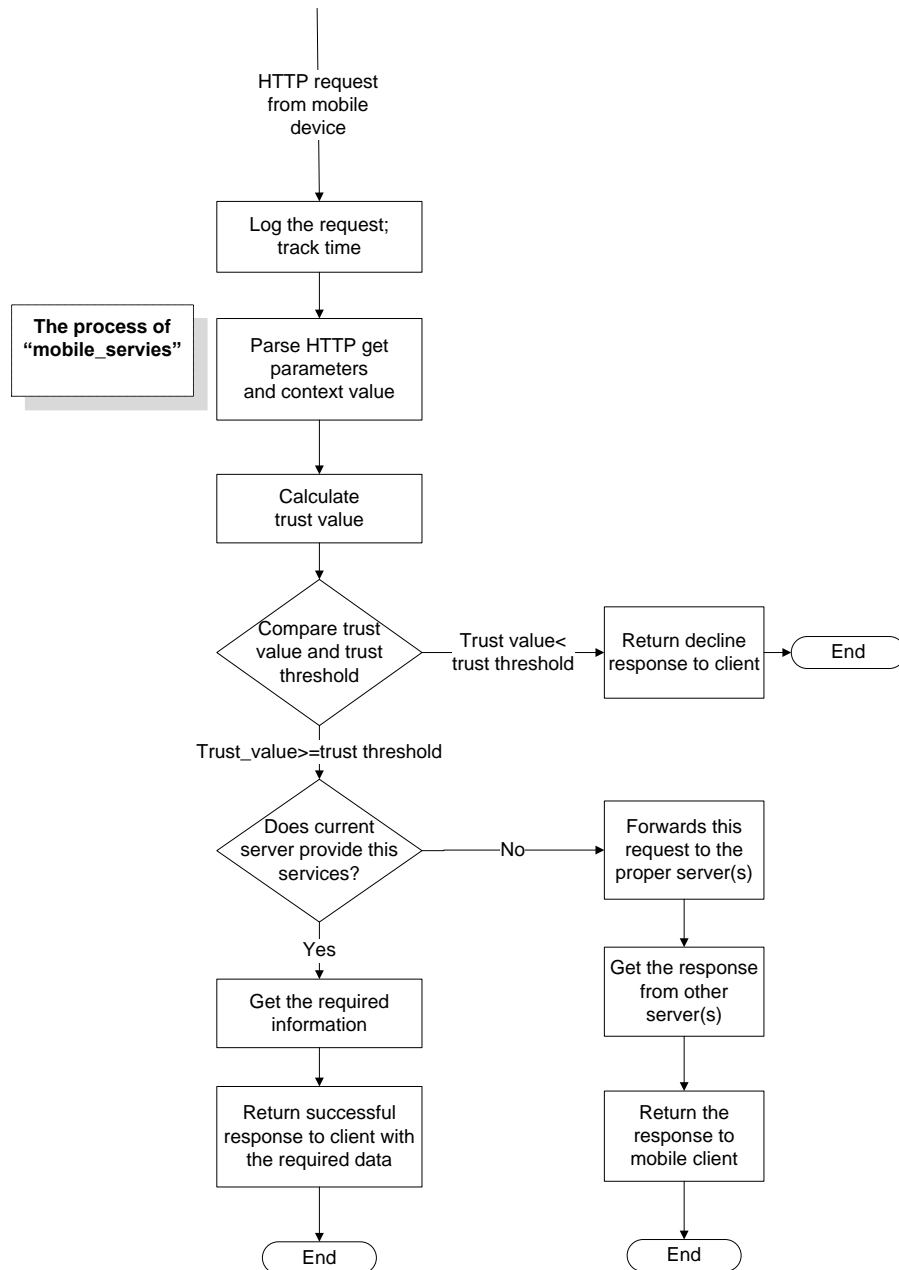 HTTP request
from mobile
device
Log the request;
track time
The process of
“mobile_servies”
Parse HTTP get
parameters
and context value
Calculate
trust value
Compare trust
value and trust
threshold
Trust value<
trust threshold
Return decline
response to client
End
Trust_value>=trust threshold
Does current
server provide this
services?
No
Forwards this
request to the
proper server(s)
Yes
Get the required
information
Get the response
from other
server(s)
Return successful
response to client with
the required data
Return the
response to
mobile client
End
End